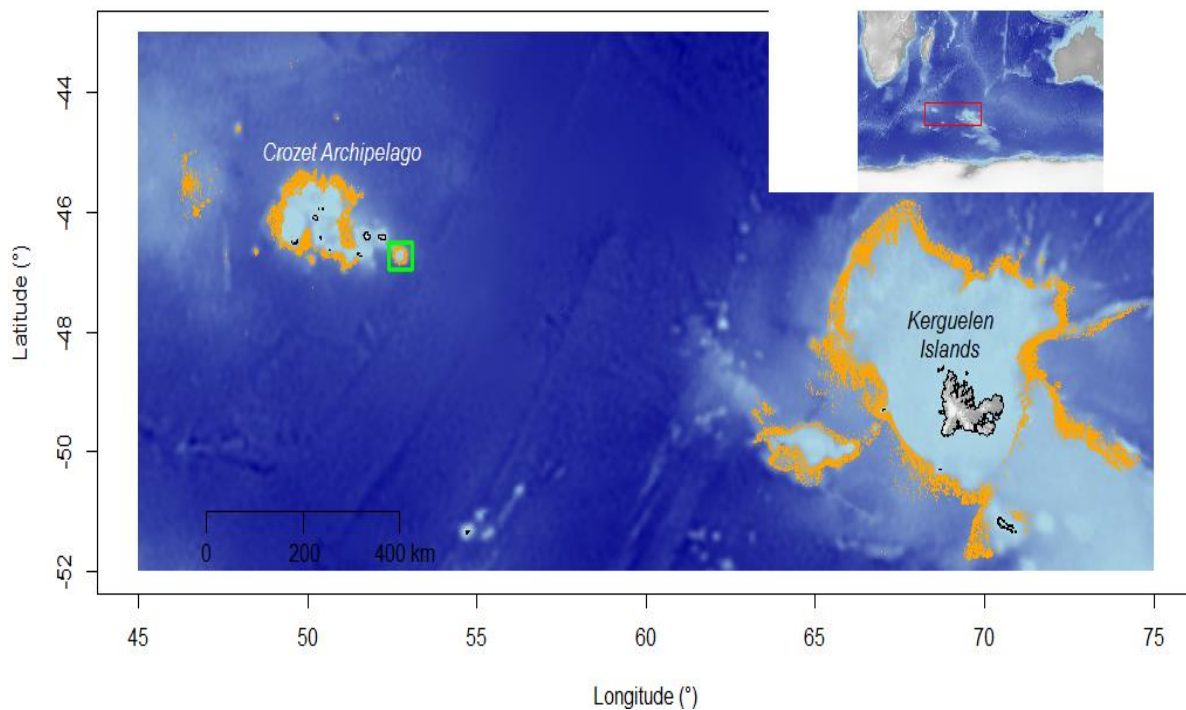 -44
-46
-48
-50
-52
Latitude (°)
Crozet Archipelago
Kerguelen
Islands
0 200 400 km
45 50 55 60 65 70 75
Longitude (°)